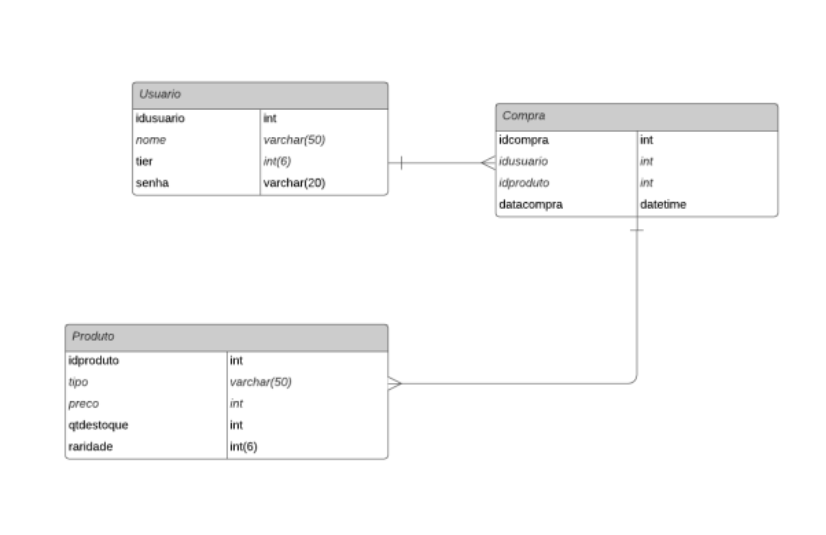 Usuario
idusuario int
nome varchar(50)
tier int(6)
senha varchar(20)
Compra
idcompra int
idusuario int
idproduto int
datacompra datetime
Produto
idproduto int
tipo varchar(50)
preco int
qtdestoque int
raridade int(6)